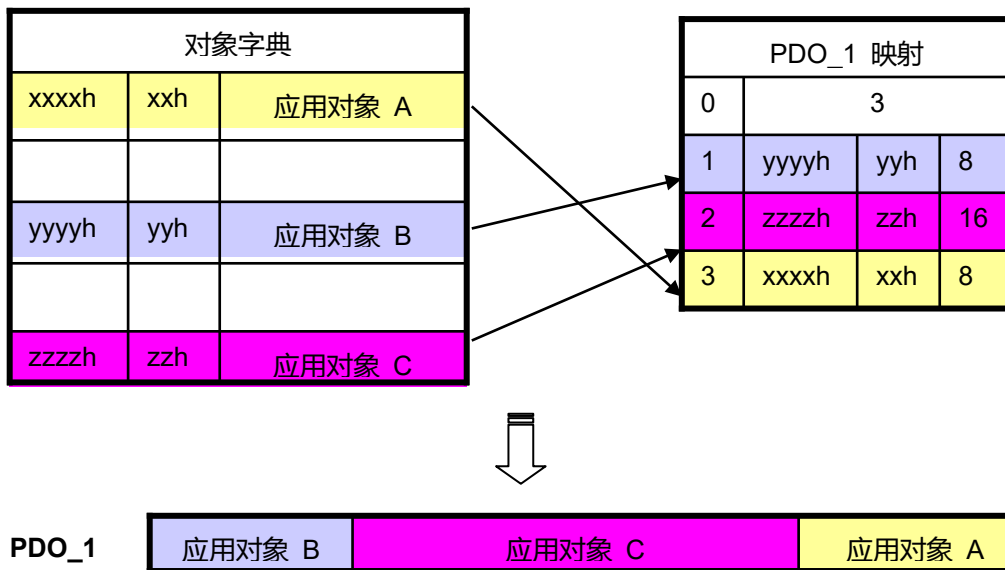 对象字典
xxxxh xxh 应用对象 A
yyyyh yyh 应用对象 B
zzzzh zzh 应用对象 C
PDO_1 映射
0 3
1 yyyyh yyh 8
2 zzzzh zzh 16
3 xxxxh xxh 8
PDO_1 应用对象 B 应用对象 C 应用对象 A